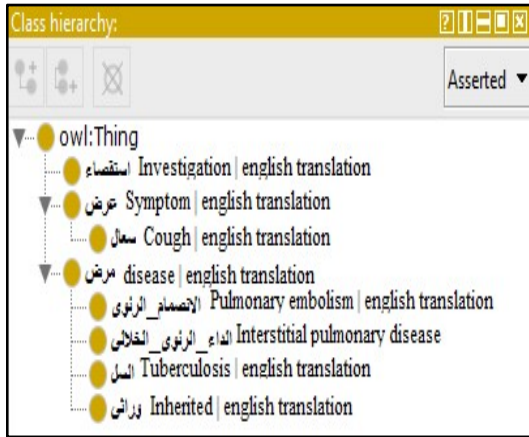 Class hierarchy:
Asserted
owl:Thing
استقصاء Investigation | english translation
عرض Symptom | english translation
سعال Cough | english translation
مرض disease | english translation
الانصمام_الرئوي Pulmonary embolism | english translation
الداء_الرئوي_الخلالي Interstitial pulmonary disease
السل Tuberculosis | english translation
وراثي Inherited | english translation